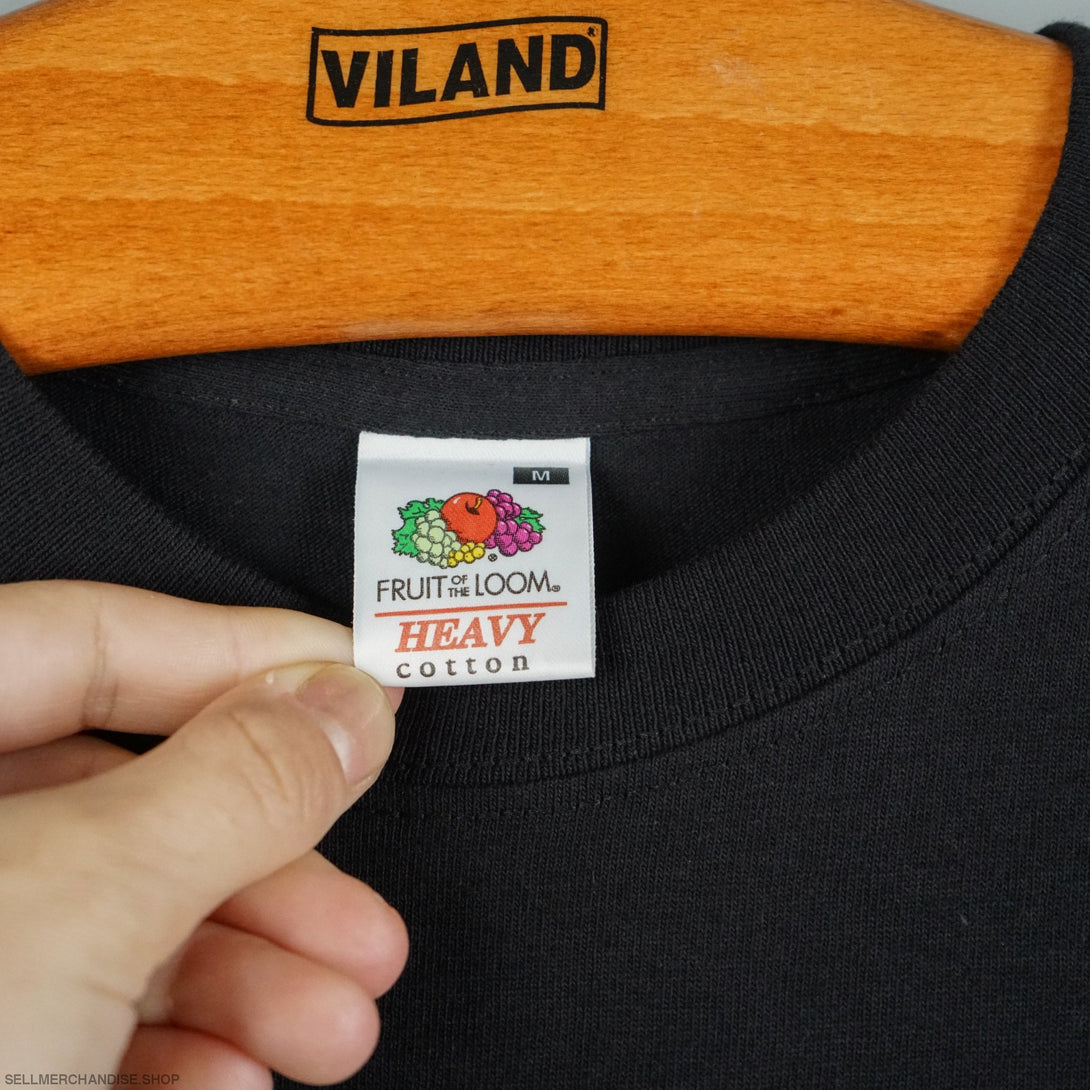 VILAND®
M
®
FRUIT OF THE LOOM®
HEAVY
cotton
SELLMERCHANDISE.SHOP